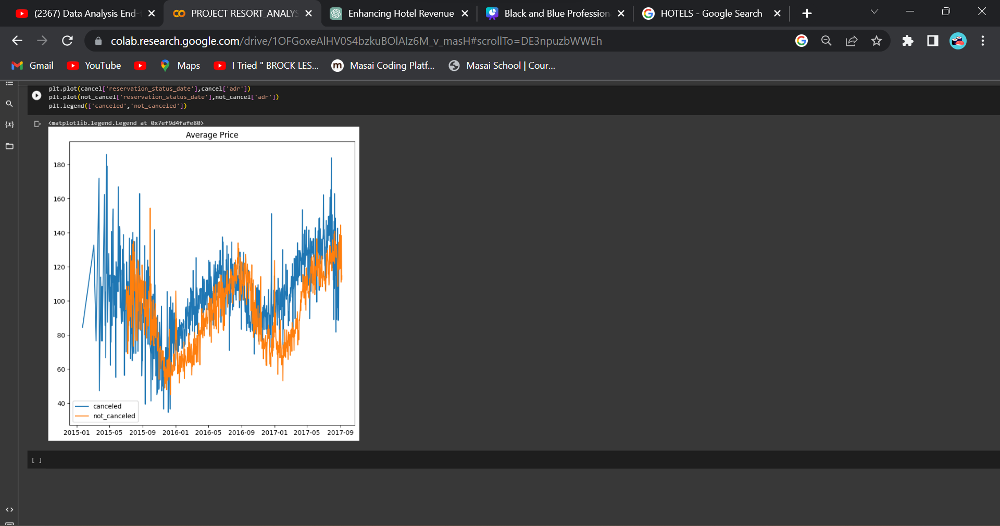 (2367) Data Analysis End-t
PROJECT RESORT_ANALYS
Enhancing Hotel Revenue
Black and Blue Profession
HOTELS - Google Search
colab.research.google.com/drive/1OFGoxeAlHV0S4bzkuBOlAlz6M_v_masH#scrollTo=DE3npuzbWWEh
Gmail
YouTube
Maps
I Tried " BROCK LES...
Masai Coding Platf...
Masai School | Cour...
plt.plot(cancel['reservation_status_date'],cancel['adr'])
plt.plot(not_cancel['reservation_status_date'],not_cancel['adr'])
plt.legend(['canceled','not_canceled'])
{x}
<matplotlib.legend.Legend at 0x7ef9d4fafe80>
Average Price
180
160
140
120
100
80
60
40
canceled
not_canceled
2015-01 2015-05 2015-09 2016-01 2016-05 2016-09 2017-01 2017-05 2017-09
[ ]